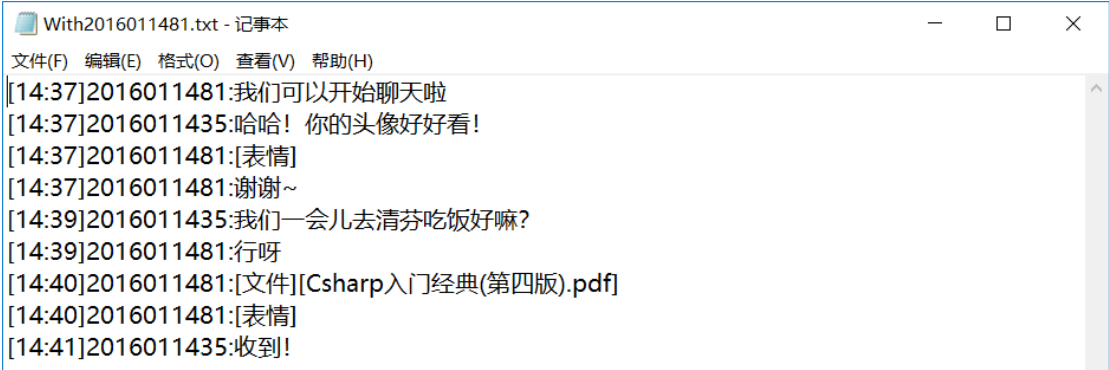 With2016011481.txt - 记事本
文件(F) 编辑(E) 格式(O) 查看(V) 帮助(H)
[14:37]2016011481:我们可以开始聊天啦
[14:37]2016011435:哈哈！你的头像好好看！
[14:37]2016011481:[表情]
[14:37]2016011481:谢谢~
[14:39]2016011435:我们一会儿去清芬吃饭好嘛?
[14:39]2016011481:行呀
[14:40]2016011481:[文件][Csharp入门经典(第四版).pdf]
[14:40]2016011481:[表情]
[14:41]2016011435:收到！